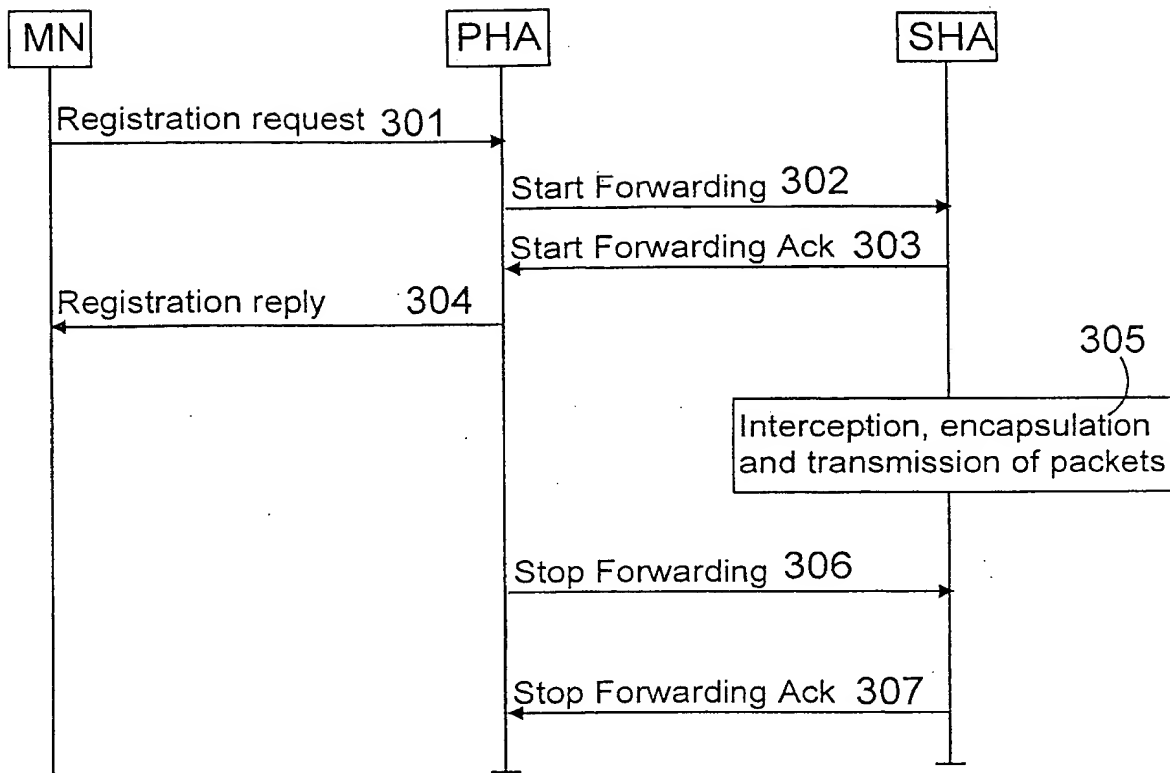 MN PHA SHA
Registration request 301
Start Forwarding 302
Start Forwarding Ack 303
Registration reply 304
305
Interception, encapsulation
and transmission of packets
Stop Forwarding 306
Stop Forwarding Ack 307